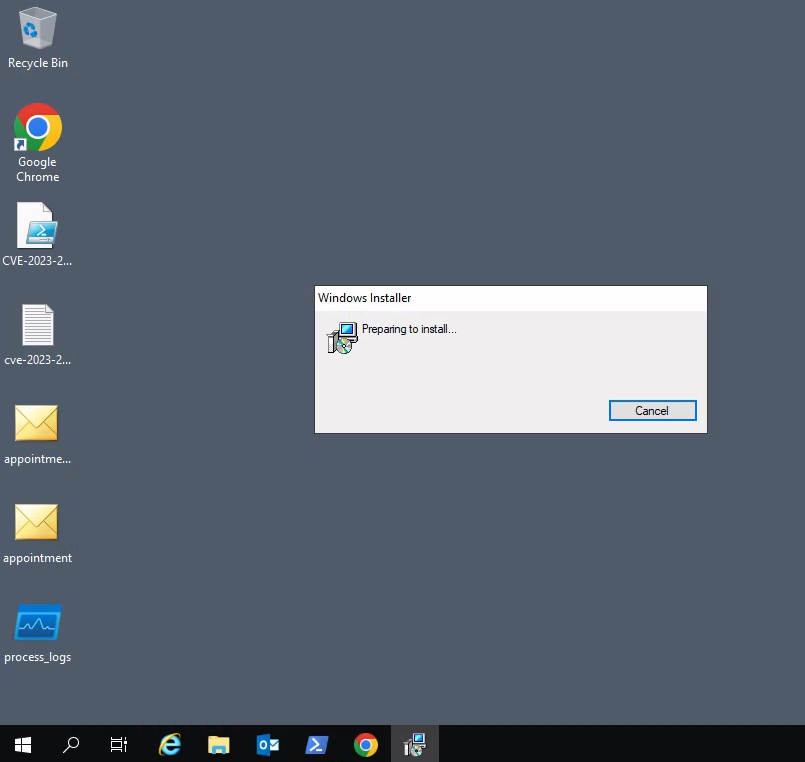 Recycle Bin
Google
Chrome
CVE-2023-2...
cve-2023-2...
appointme...
appointment
process_logs
Windows Installer
Preparing to install...
Cancel